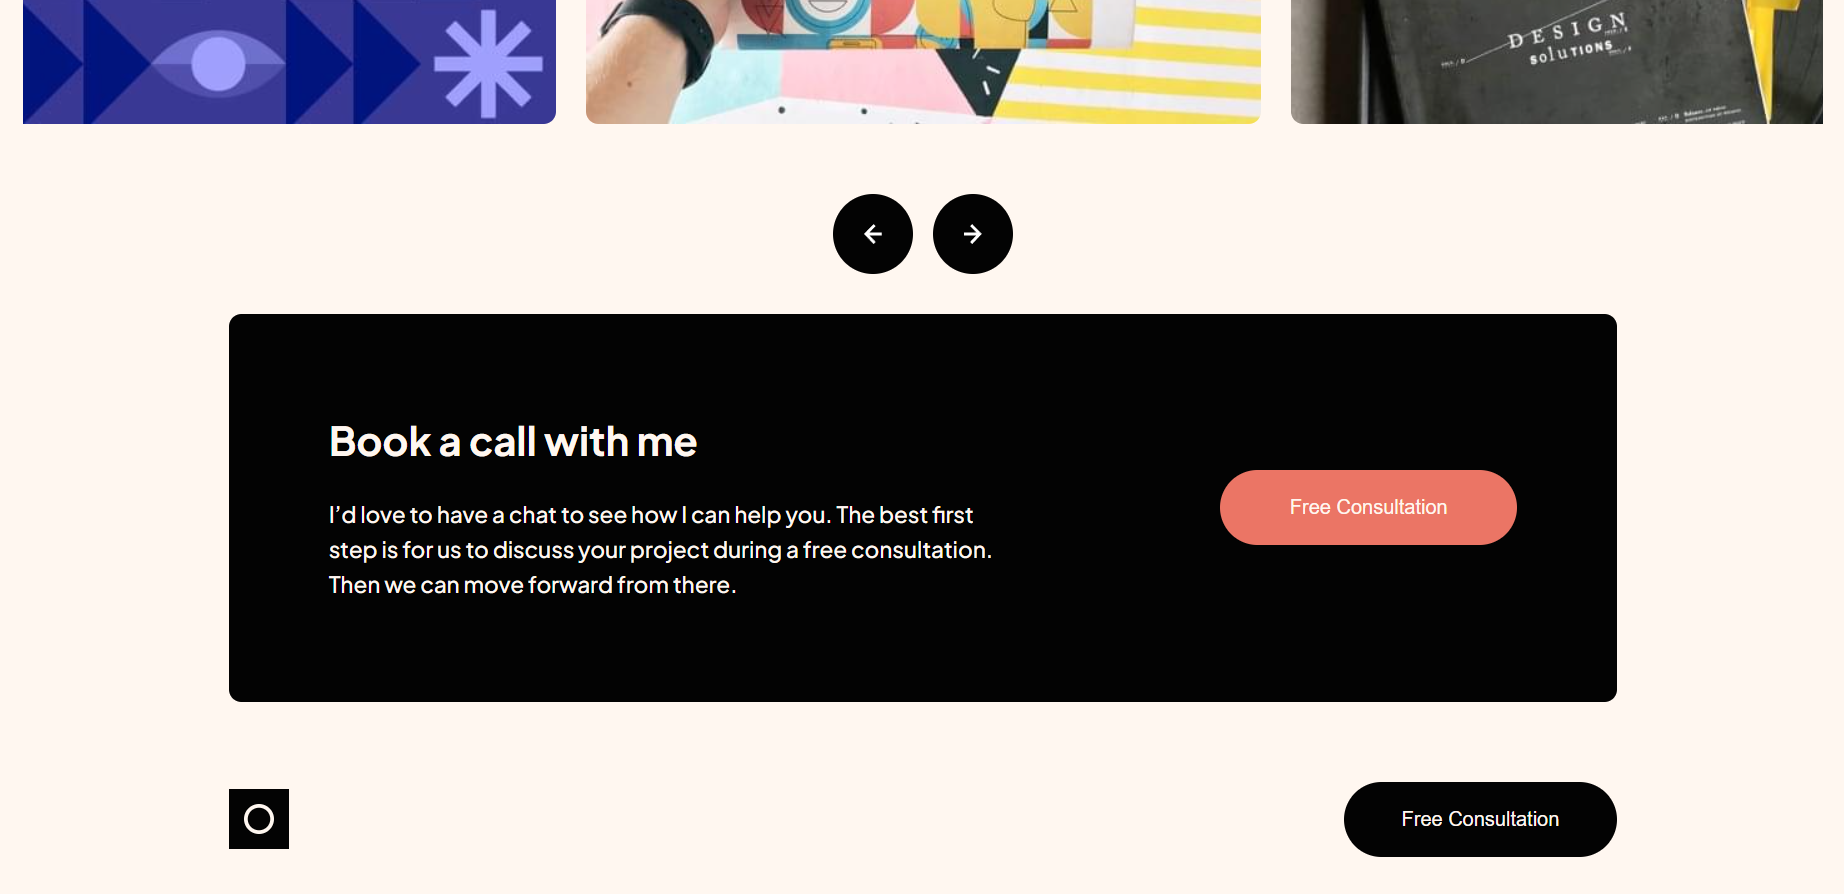 DESIGN
soluTIONS
Book a call with me
I’d love to have a chat to see how I can help you. The best first
step is for us to discuss your project during a free consultation.
Then we can move forward from there.
Free Consultation
Free Consultation